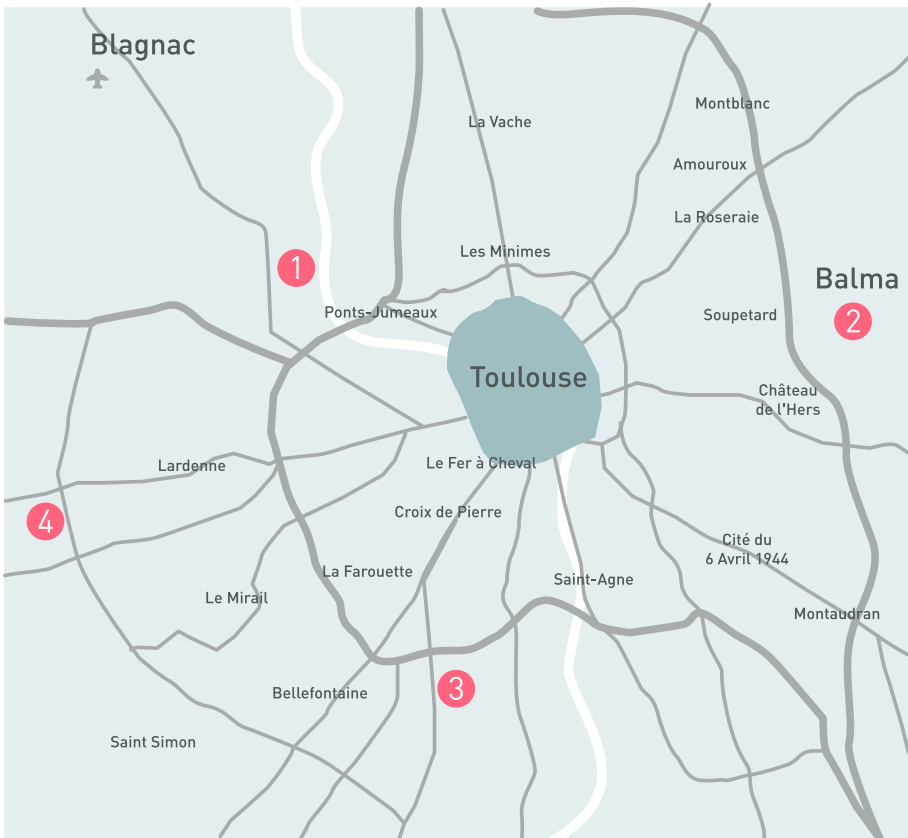 Blagnac
Montblanc
La Vache
Amouroux
La Roseraie
Les Minimes
1
Balma
Ponts-Jumeaux
Soupetard
2
Toulouse
Château
de l'Hers
Lardenne
Le Fer à Cheval
4
Croix de Pierre
Cité du
6 Avril 1944
La Farouette
Saint-Agne
Le Mirail
Montaudran
Bellefontaine
3
Saint Simon